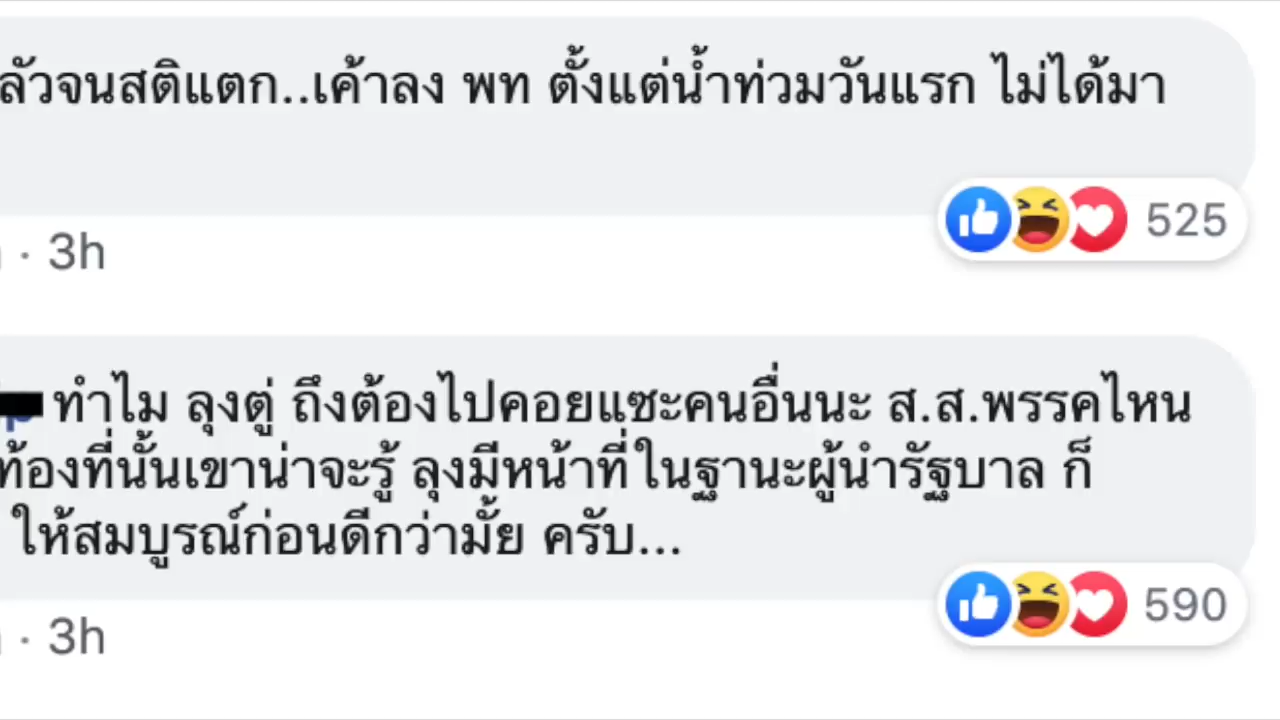 ลัวจนสติแตก..เค้าลง พท ตั้งแต่น้ำท่วมวันแรก ไม่ได้มา
525
· 3h
ทำไม ลุงตู่ ถึงต้องไปคอยแซะคนอื่นนะ ส.ส.พรรคไหน
ท้องที่นั้นเขาน่าจะรู้ ลุงมีหน้าที่ในฐานะผู้นำรัฐบาล ก็
ให้สมบูรณ์ก่อนดีกว่ามั้ย ครับ...
590
· 3h